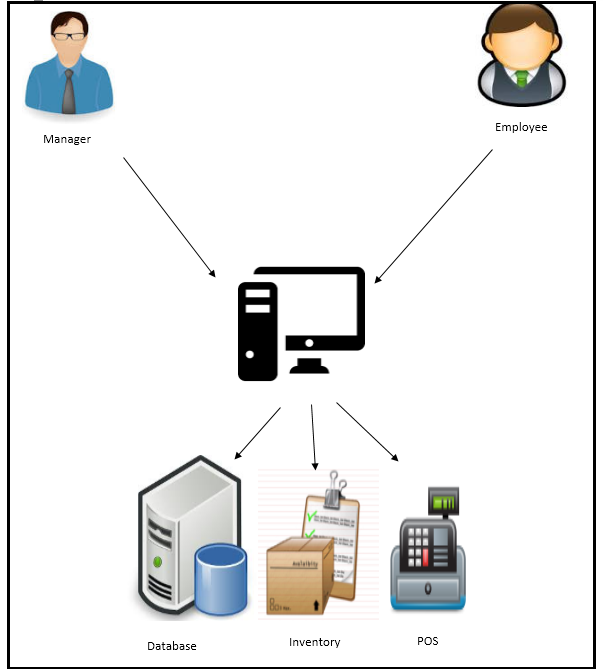 Manager
Employee
Database
Inventory
POS